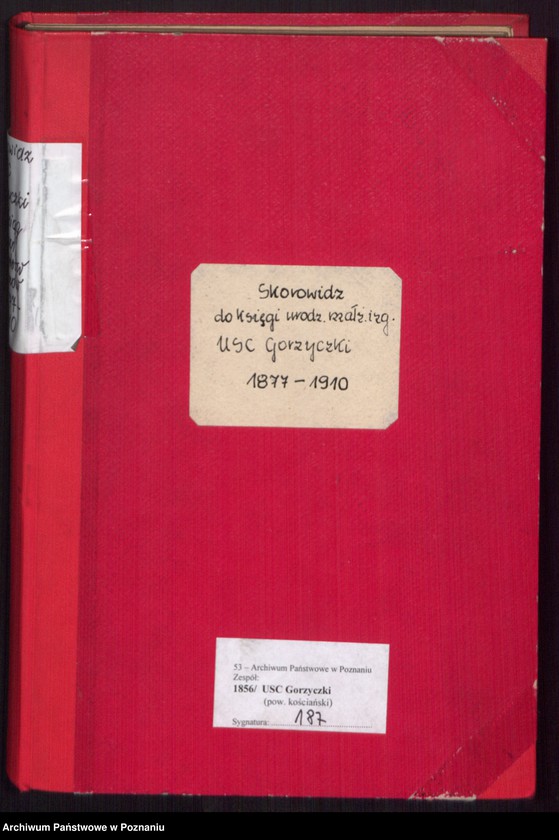 Skorowidz
do księgi urodz. małż. i zg.
USC Gorzyczki
1877 – 1910
53 – Archiwum Państwowe w Poznaniu
Zespół:
1856/ USC Gorzyczki
(pow. kościański)
Sygnatura: 187
Archiwum Państwowe w Poznaniu